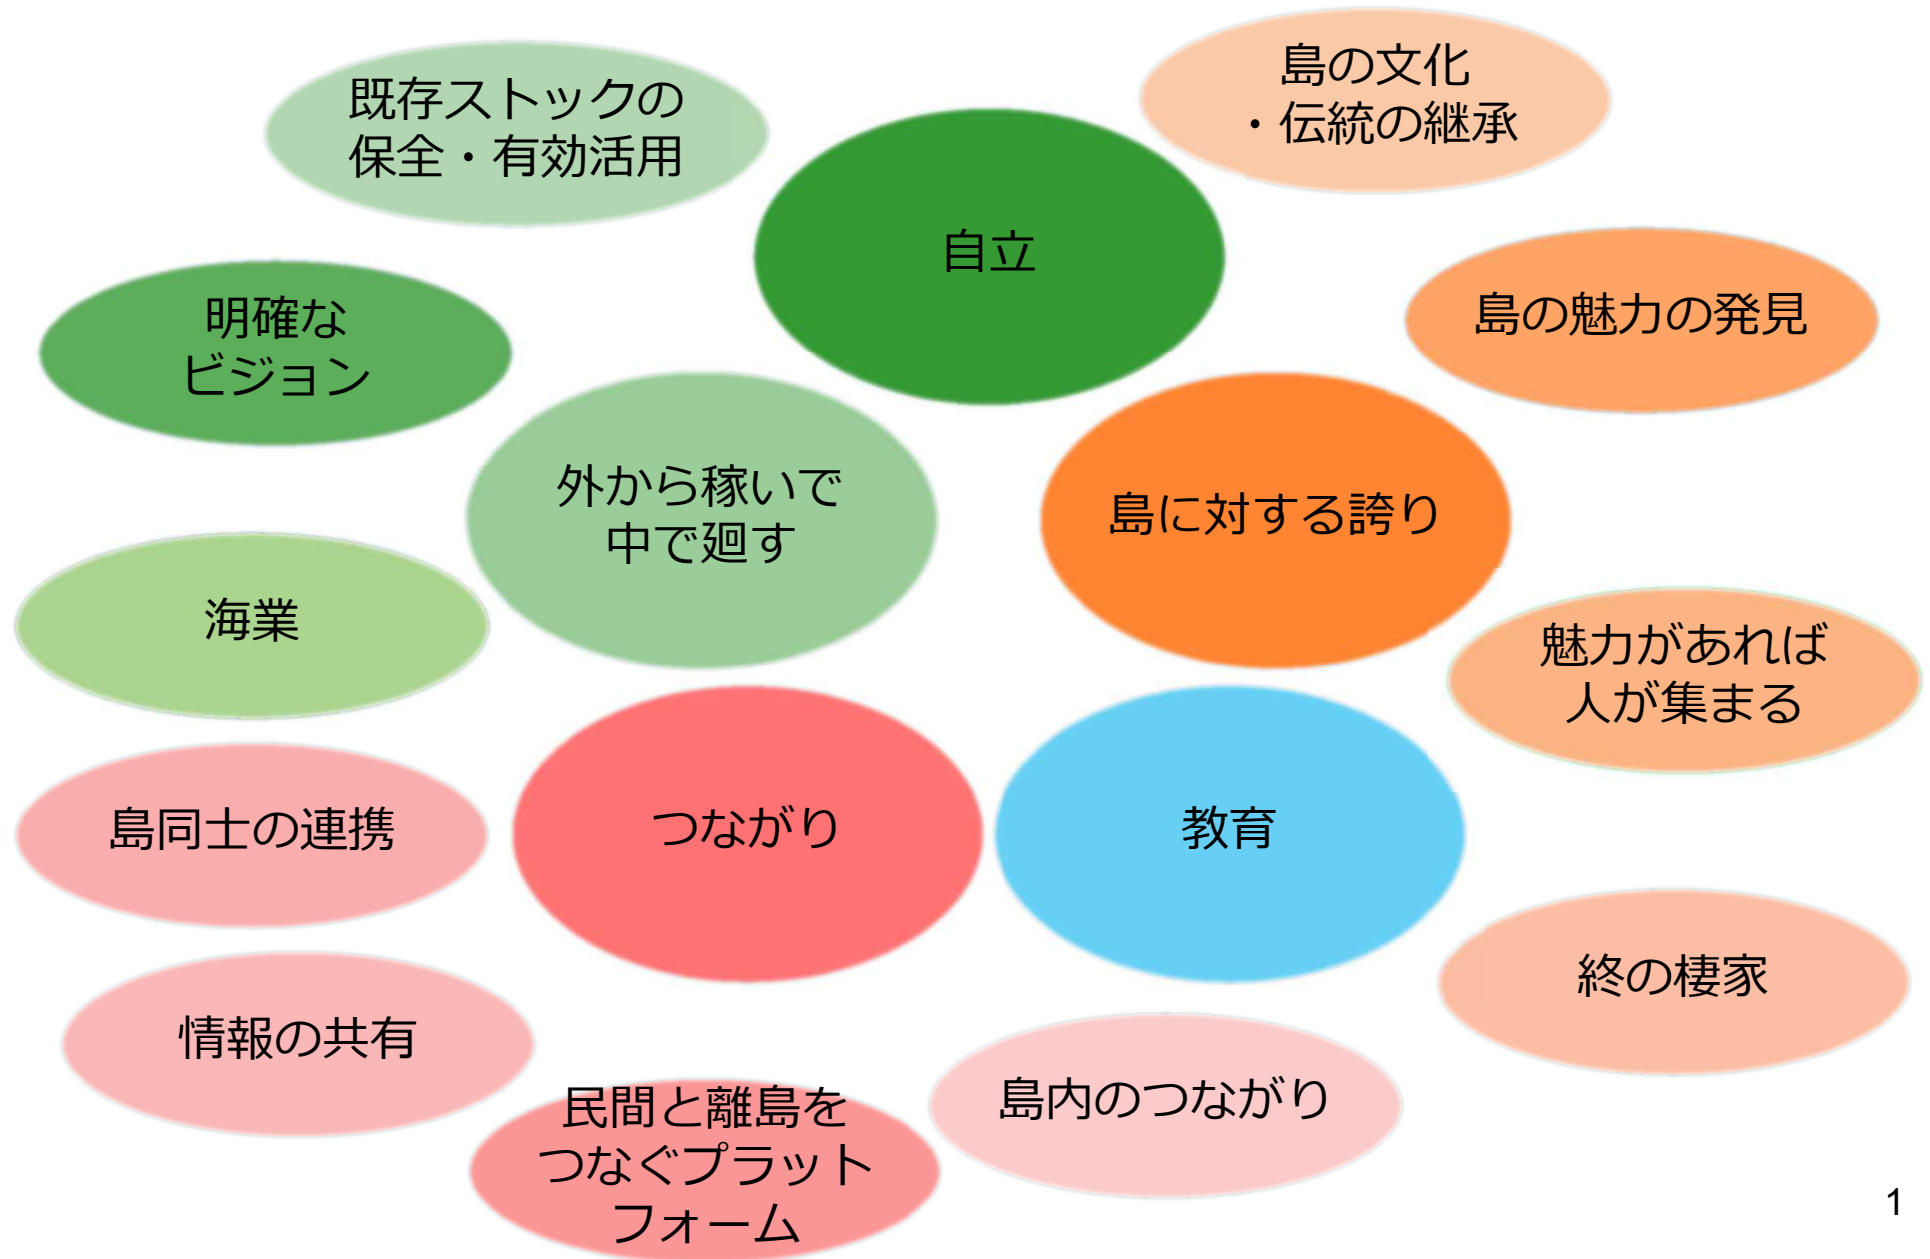 既存ストックの
保全・有効活用
島の文化
・伝統の継承
自立
明確な
ビジョン
島の魅力の発見
外から稼いで
中で廻す
島に対する誇り
海業
魅力があれば
人が集まる
島同士の連携
つながり
教育
終の棲家
情報の共有
民間と離島を
つなぐプラット
フォーム
島内のつながり
1